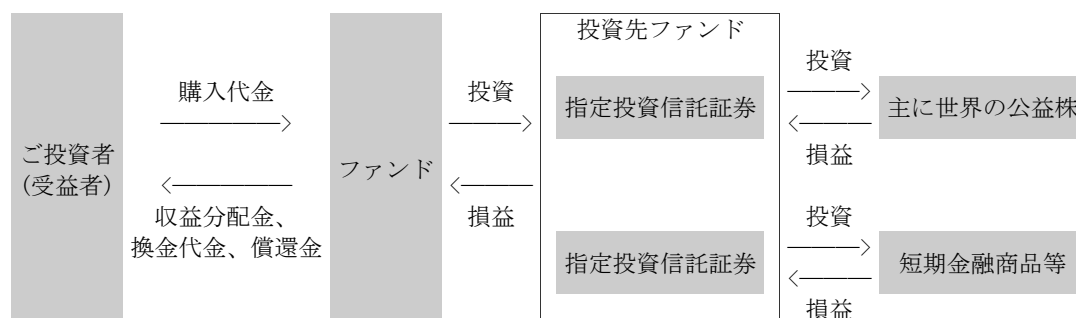 ご投資者
(受益者)
購入代金
収益分配金、
換金代金、償還金
ファンド
投資
損益
投資先ファンド
指定投資信託証券
投資
損益
主に世界の公益株
指定投資信託証券
投資
損益
短期金融商品等